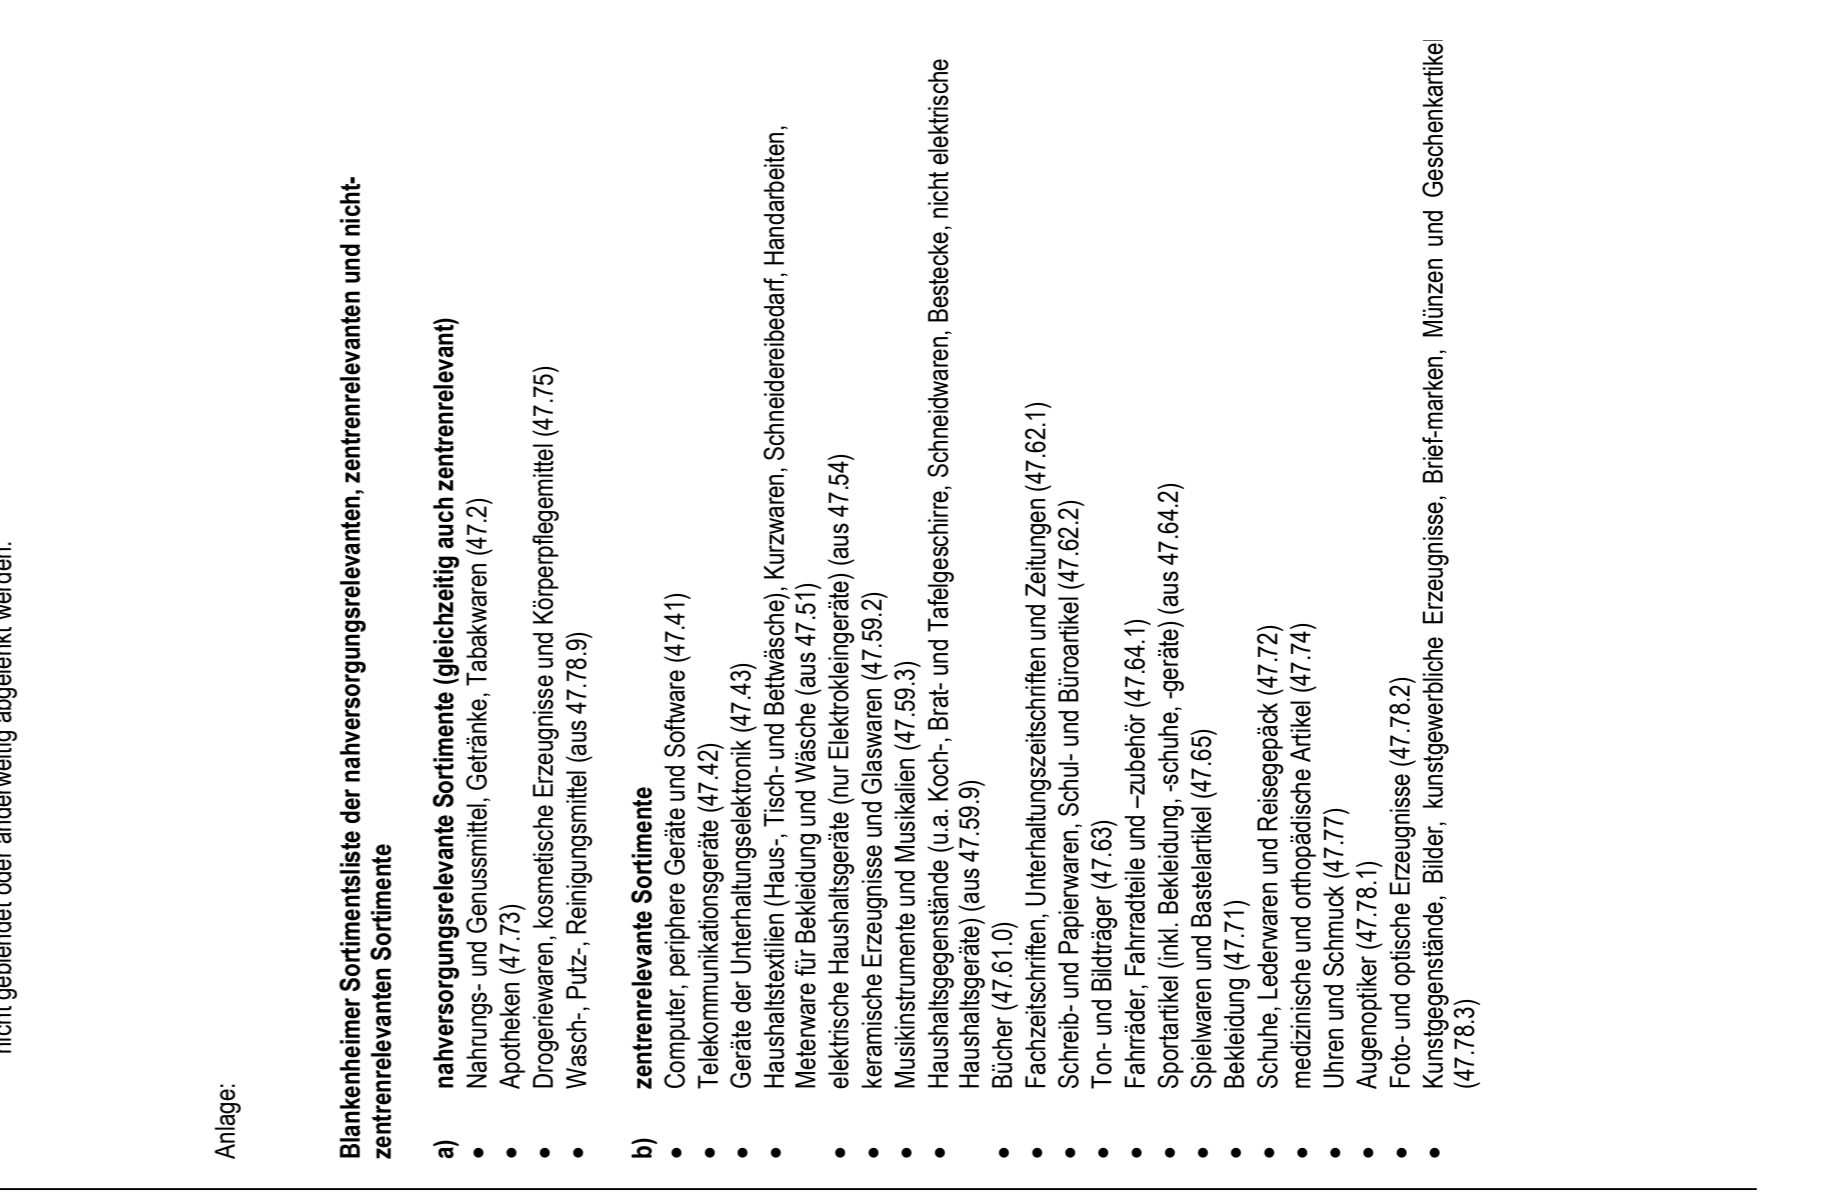 nicht geblendet oder anderweitig abgelenkt werden.
Anlage:
Blankenheimer Sortimentsliste der nahversorgungsrelevanten, zentrenrelevanten und nicht-
zentrenrelevanten Sortimente
a) nahversorgungsrelevante Sortimente (gleichzeitig auch zentrenrelevant)
• Nahrungs- und Genussmittel, Getränke, Tabakwaren (47.2)
• Apotheken (47.73)
• Drogeriewaren, kosmetische Erzeugnisse und Körperpflegemittel (47.75)
• Wasch-, Putz-, Reinigungsmittel (aus 47.78.9)
b) zentrenrelevante Sortimente
• Computer, periphere Geräte und Software (47.41)
• Telekommunikationsgeräte (47.42)
• Geräte der Unterhaltungselektronik (47.43)
• Haushaltstextilien (Haus-, Tisch- und Bettwäsche), Kurzwaren, Schneidereibedarf, Handarbeiten,
Meterware für Bekleidung und Wäsche (aus 47.51)
• elektrische Haushaltsgeräte (nur Elektrokleingeräte) (aus 47.54)
• keramische Erzeugnisse und Glaswaren (47.59.2)
• Musikinstrumente und Musikalien (47.59.3)
• Haushaltsgegenstände (u.a. Koch-, Brat- und Tafelgeschirre, Schneidwaren, Bestecke, nicht elektrische
Haushaltsgeräte) (aus 47.59.9)
• Bücher (47.61.0)
• Fachzeitschriften, Unterhaltungszeitschriften und Zeitungen (47.62.1)
• Schreib- und Papierwaren, Schul- und Büroartikel (47.62.2)
• Ton- und Bildträger (47.63)
• Fahrräder, Fahrradteile und –zubehör (47.64.1)
• Sportartikel (inkl. Bekleidung, -schuhe, -geräte) (aus 47.64.2)
• Spielwaren und Bastelartikel (47.65)
• Bekleidung (47.71)
• Schuhe, Lederwaren und Reisegepäck (47.72)
• medizinische und orthopädische Artikel (47.74)
• Uhren und Schmuck (47.77)
• Augenoptiker (47.78.1)
• Foto- und optische Erzeugnisse (47.78.2)
• Kunstgegenstände, Bilder, kunstgewerbliche Erzeugnisse, Brief-marken, Münzen und Geschenkartikel
(47.78.3)